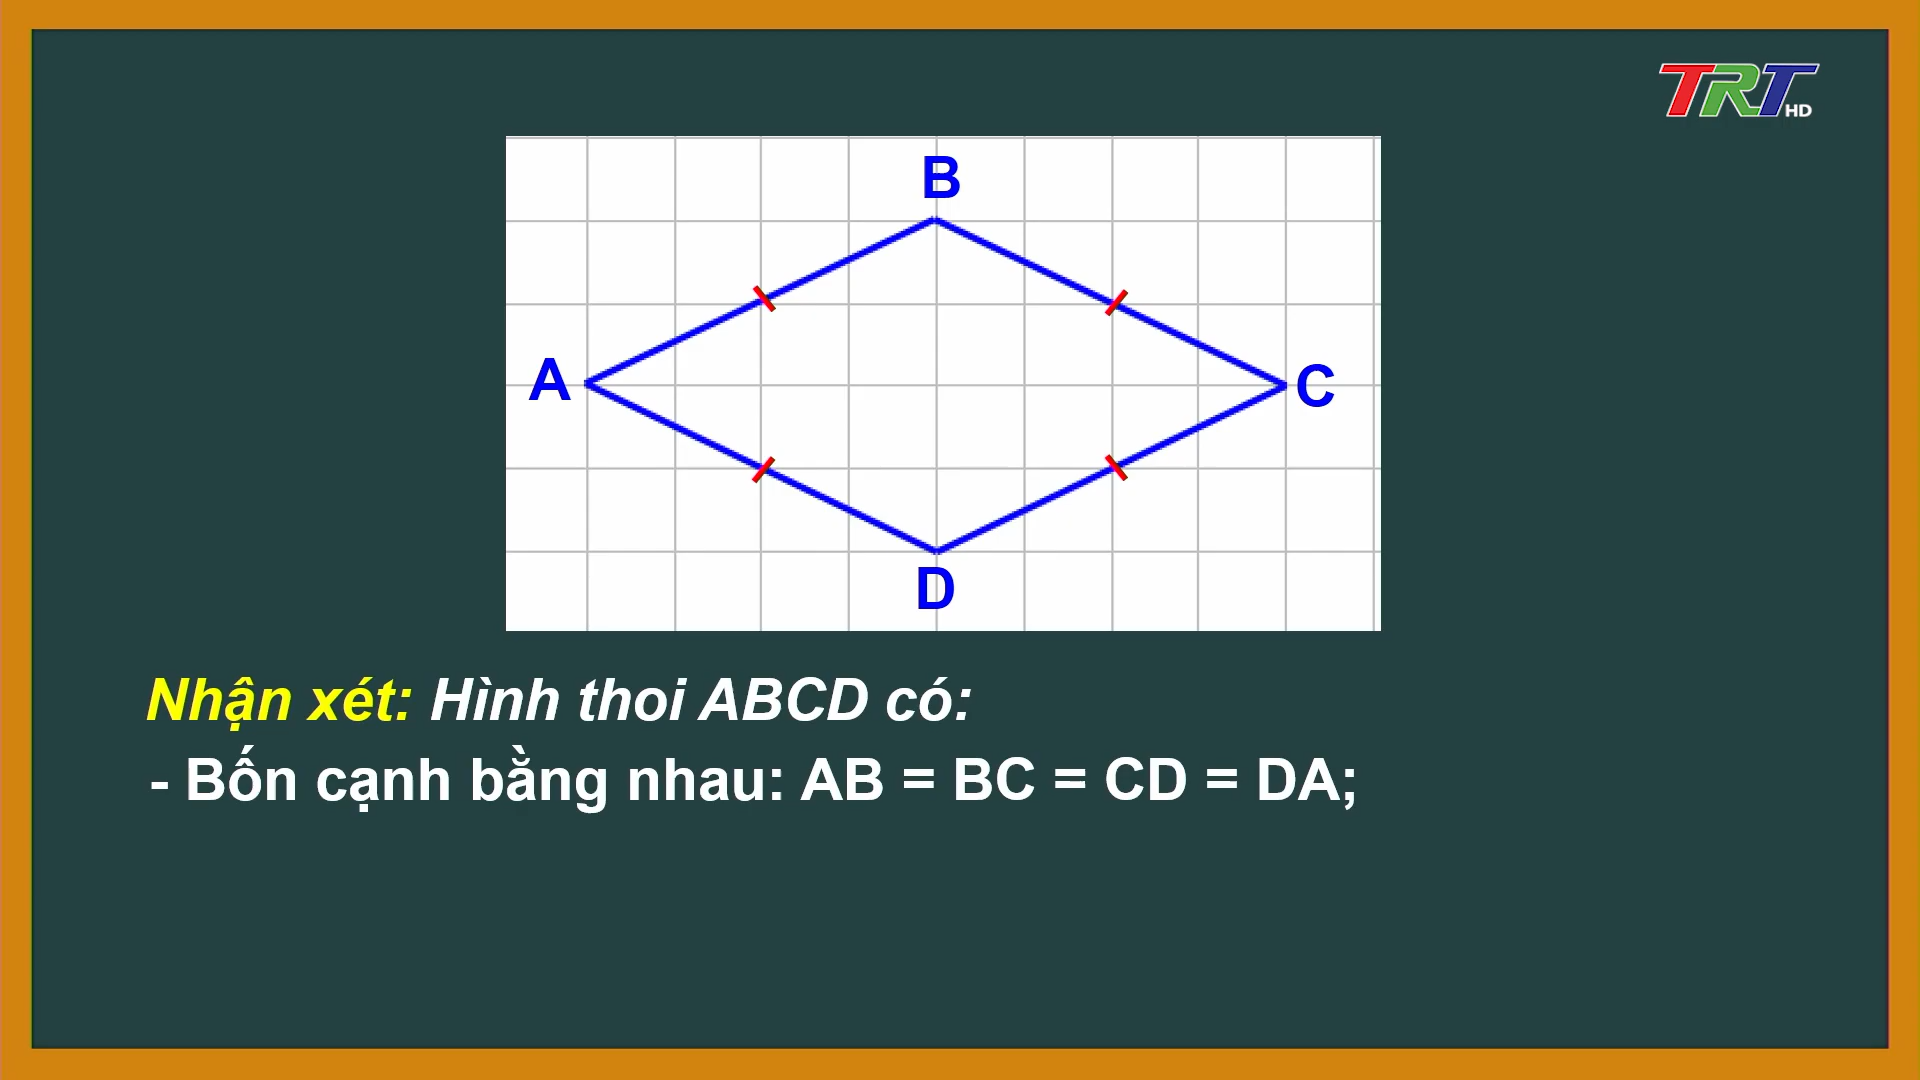 TRT HD
B
A
C
D
Nhận xét: Hình thoi ABCD có:
- Bốn cạnh bằng nhau: AB = BC = CD = DA;